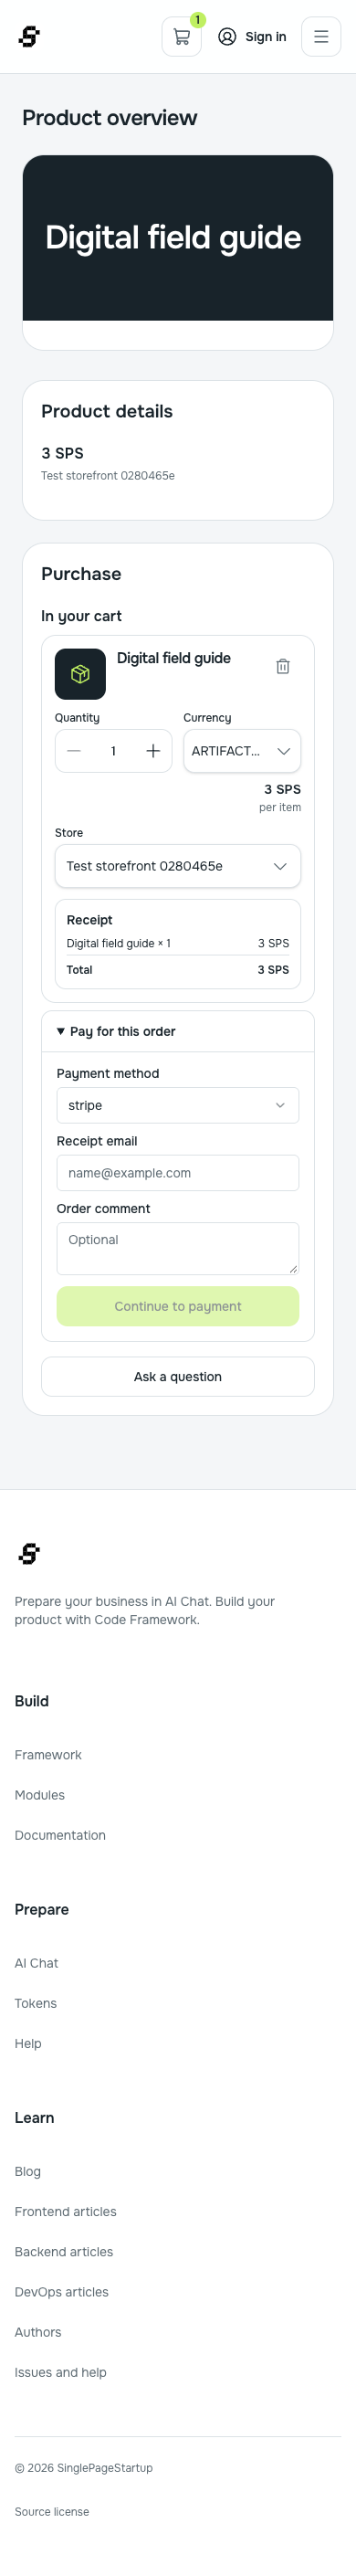 1
Sign in
Product overview
Digital field guide
Product details
3 SPS
Test storefront 0280465e
Purchase
In your cart
Digital field guide
Quantity
Currency
1
ARTIFACT...
3 SPS
per item
Store
Test storefront 0280465e
Receipt
Digital field guide × 1
3 SPS
Total
3 SPS
Pay for this order
Payment method
stripe
Receipt email
name@example.com
Order comment
Optional
Continue to payment
Ask a question
Prepare your business in AI Chat. Build your
product with Code Framework.
Build
Framework
Modules
Documentation
Prepare
AI Chat
Tokens
Help
Learn
Blog
Frontend articles
Backend articles
DevOps articles
Authors
Issues and help
© 2026 SinglePageStartup
Source license